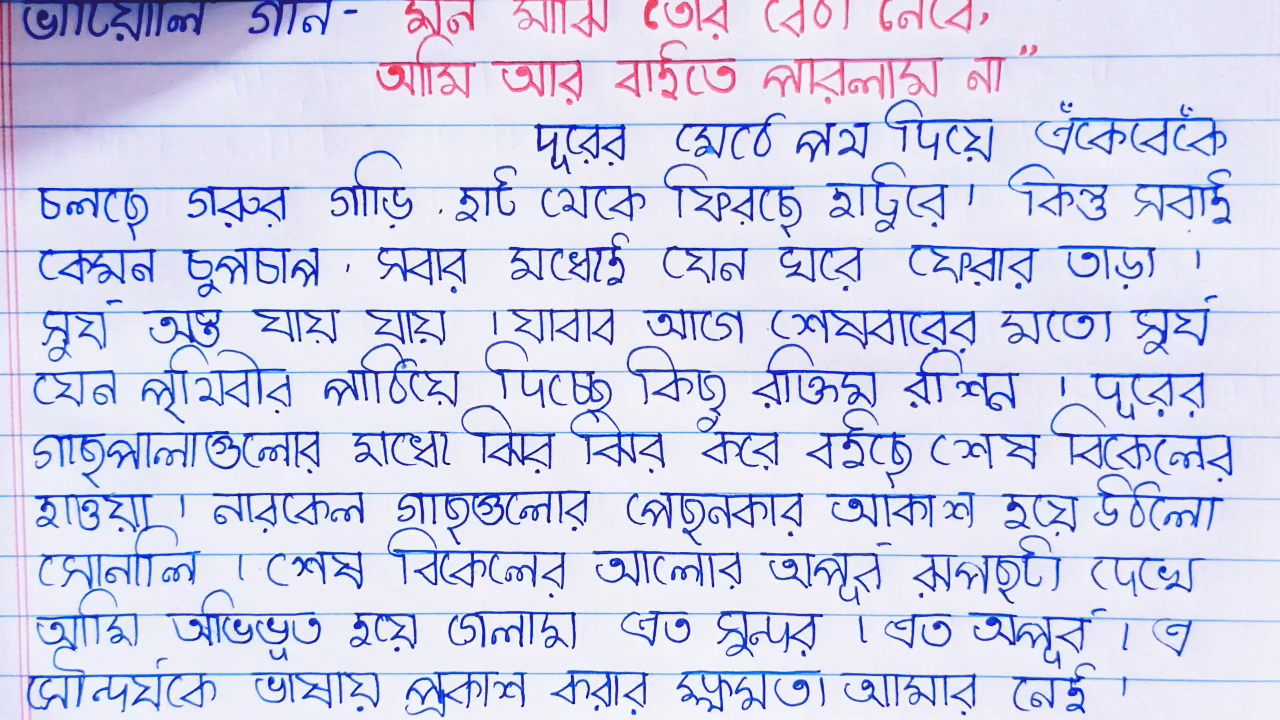 ভাটিয়ালি গান- মন মাঝি তোর বৈঠা নেরে,
আমি আর বাইতে পারলাম না"
দূরের মেঠো পথ দিয়ে এঁকেবেঁকে
চলছে গরুর গাড়ি. হাট থেকে ফিরছে হাটুরে। কিন্তু সবাই
কেমন চুপচাপ. সবার মধ্যেই যেন ঘরে ফেরার তাড়া।
সূর্য অস্ত যায় যায়। যাবার আগে শেষবারের মতো সূর্য
যেন পৃথিবীর পাঠিয়ে দিচ্ছে কিছু রক্তিম রশ্মি। দূরের
গাছপালাগুলোর মধ্যে ঝির ঝির করে বইছে শেষ বিকেলের
হাওয়া। নারকেল গাছগুলোর পেছনকার আকাশ হয়ে উঠলো
সোনালি। শেষ বিকেলের আলোর অপূর্ব রূপছটা দেখে
আমি অভিভূত হয়ে গেলাম এত সুন্দর। এত অপূর্ব। এ
সৌন্দর্যকে ভাষায় প্রকাশ করার ক্ষমতা আমার নেই।